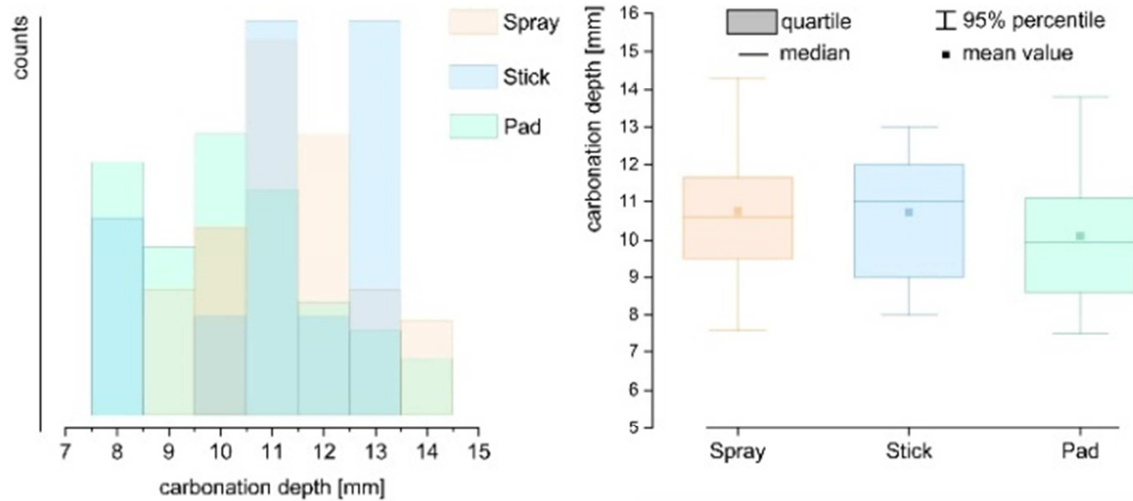 counts
Spray
Stick
Pad
7 8 9 10 11 12 13 14 15
carbonation depth [mm]
carbonation depth [mm]
16
15
14
13
12
11
10
9
8
7
6
5
quartile
95% percentile
median
mean value
Spray Stick Pad